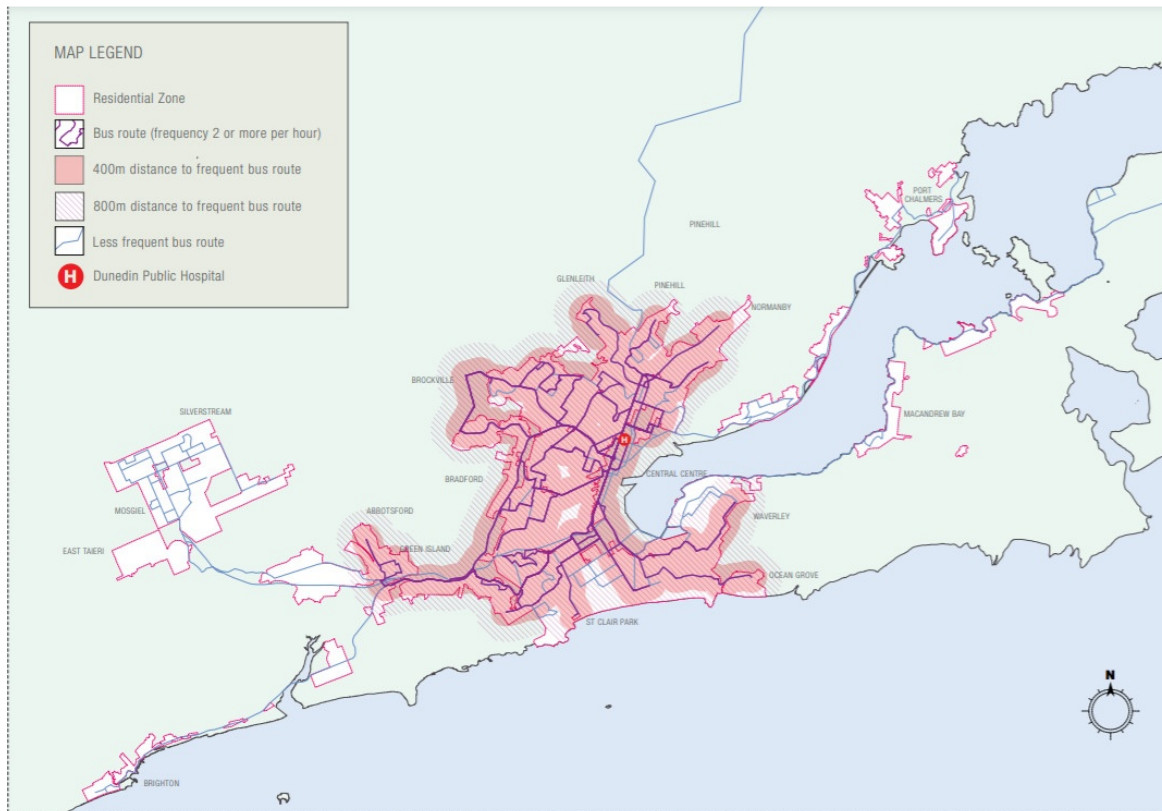 MAP LEGEND
Residential Zone
Bus route (frequency 2 or more per hour)
400m distance to frequent bus route
800m distance to frequent bus route
Less frequent bus route
H
Dunedin Public Hospital
PORT
CHALMERS
PINEHILL
GLENLEITH
PINEHILL
NORMANBY
BROCKVILLE
SILVERSTREAM
MACANDREW BAY
H
CENTRAL CENTRE
BRADFORD
MOSGIEL
ABBOTSFORD
WAVERLEY
EAST TAIERI
GREEN ISLAND
OCEAN GROVE
ST CLAIR PARK
N
BRIGHTON